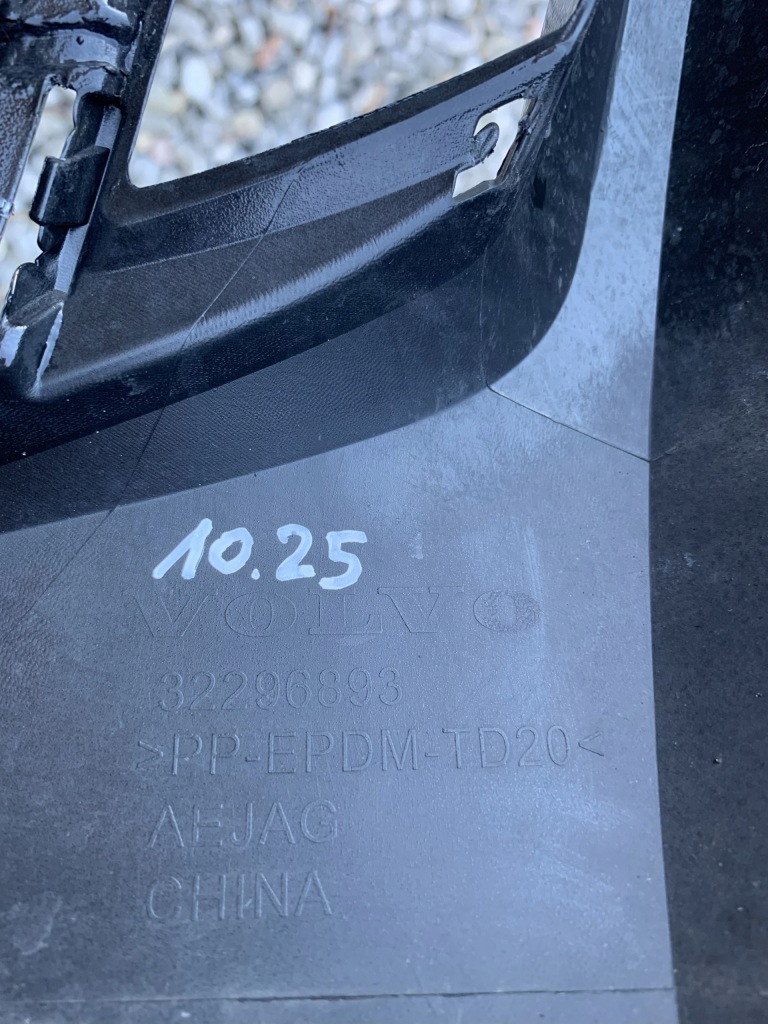 10.25
VOLVO
32296893
>PP-EPDM-TD20<
AEJAG
CHINA